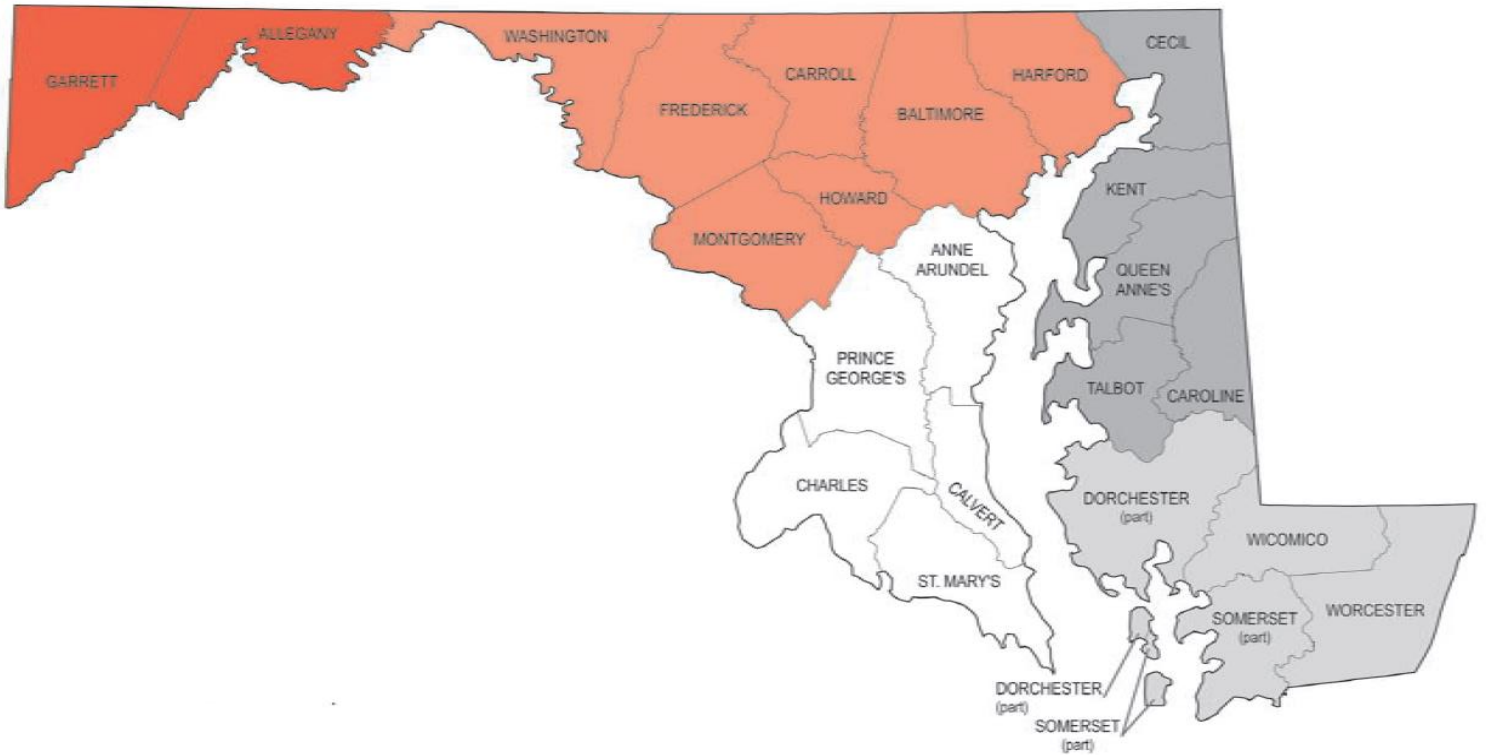 GARRETT
ALLEGANY
WASHINGTON
FREDERICK
CARROLL
BALTIMORE
HARFORD
CECIL
MONTGOMERY
HOWARD
KENT
ANNE
ARUNDEL
QUEEN
ANNE'S
PRINCE
GEORGE'S
TALBOT
CAROLINE
CHARLES
CALVERT
ST. MARY'S
DORCHESTER
(part)
WICOMICO
SOMERSET
(part)
WORCESTER
DORCHESTER
(part)
SOMERSET
(part)